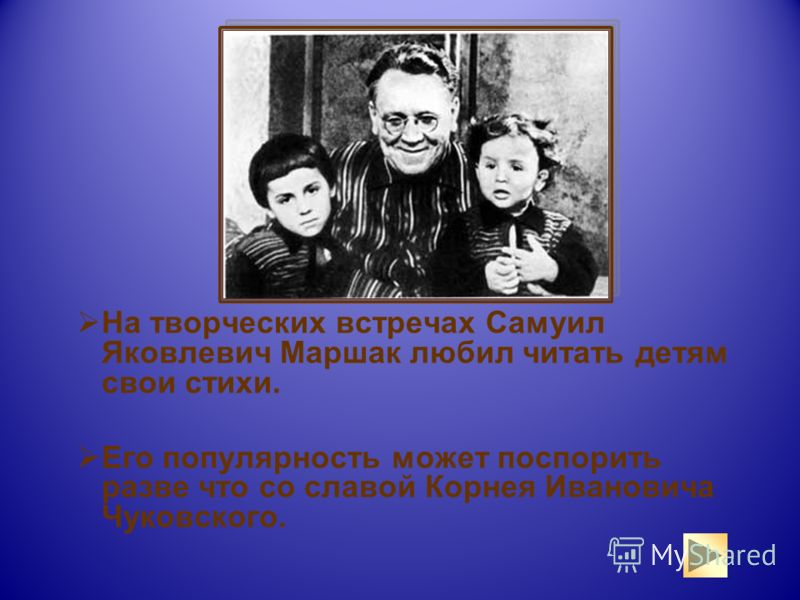 ➢На творческих встречах Самуил
Яковлевич Маршак любил читать детям
свои стихи.
➢Его популярность может поспорить
разве что со славой Корнея Ивановича
Чуковского.
MyShared